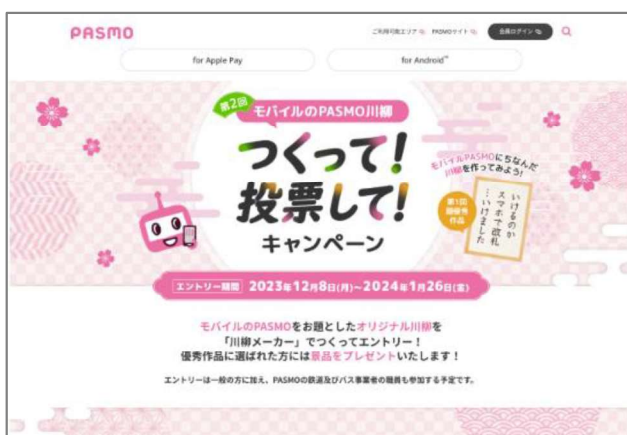 PASMO
ご利用可能エリア
PASMOサイト
会員ログイン
for Apple Pay
for Android™
第2回
モバイルのPASMO川柳
つくって!
投票して!
キャンペーン
モバイルPASMOにちなんだ
川柳を作ってみよう!
第1回
最優秀
作品
いけるのか
スマホで改札
…いけました
エントリー期間 2023年12月8日(月)~2024年1月26日(金)
モバイルのPASMOをお題としたオリジナル川柳を
「川柳メーカー」でつくってエントリー!
優秀作品に選ばれた方には景品をプレゼントいたします!
エントリーは一般の方に加え、PASMOの鉄道及びバス事業者の職員も参加する予定です。